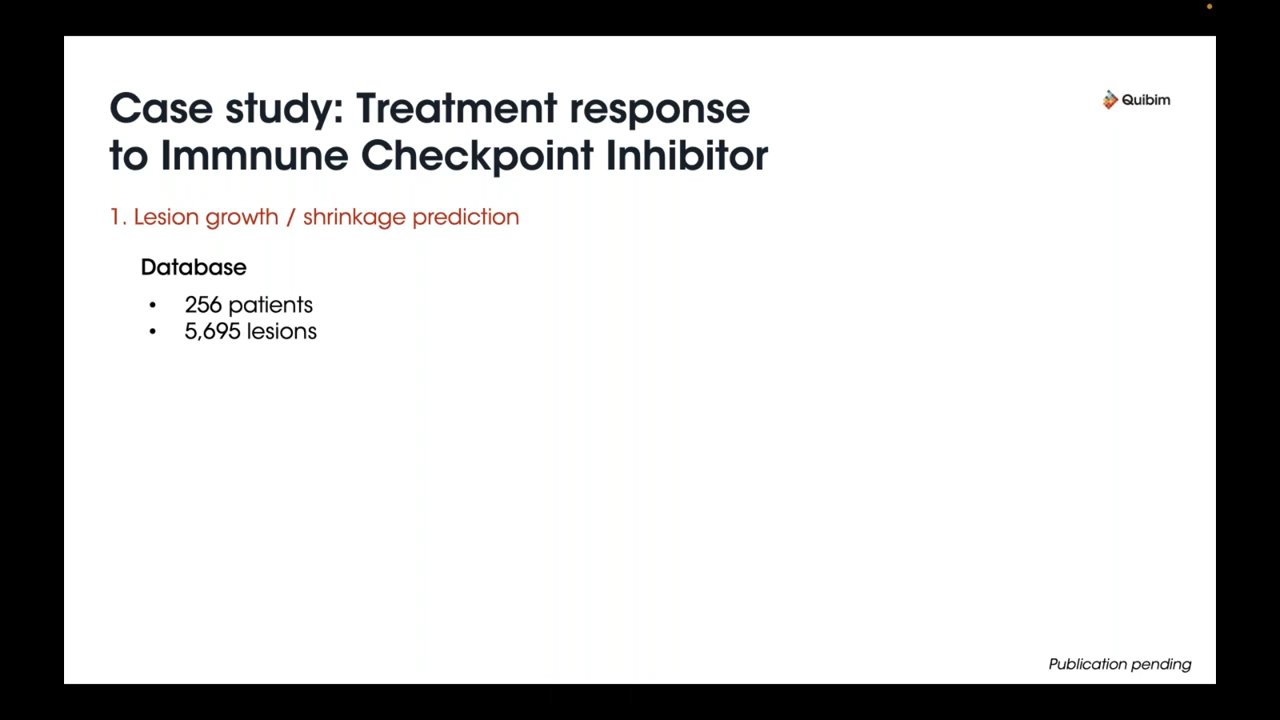 Case study: Treatment response
to Immnune Checkpoint Inhibitor
Quibim
1. Lesion growth / shrinkage prediction
Database
• 256 patients
• 5,695 lesions
Publication pending